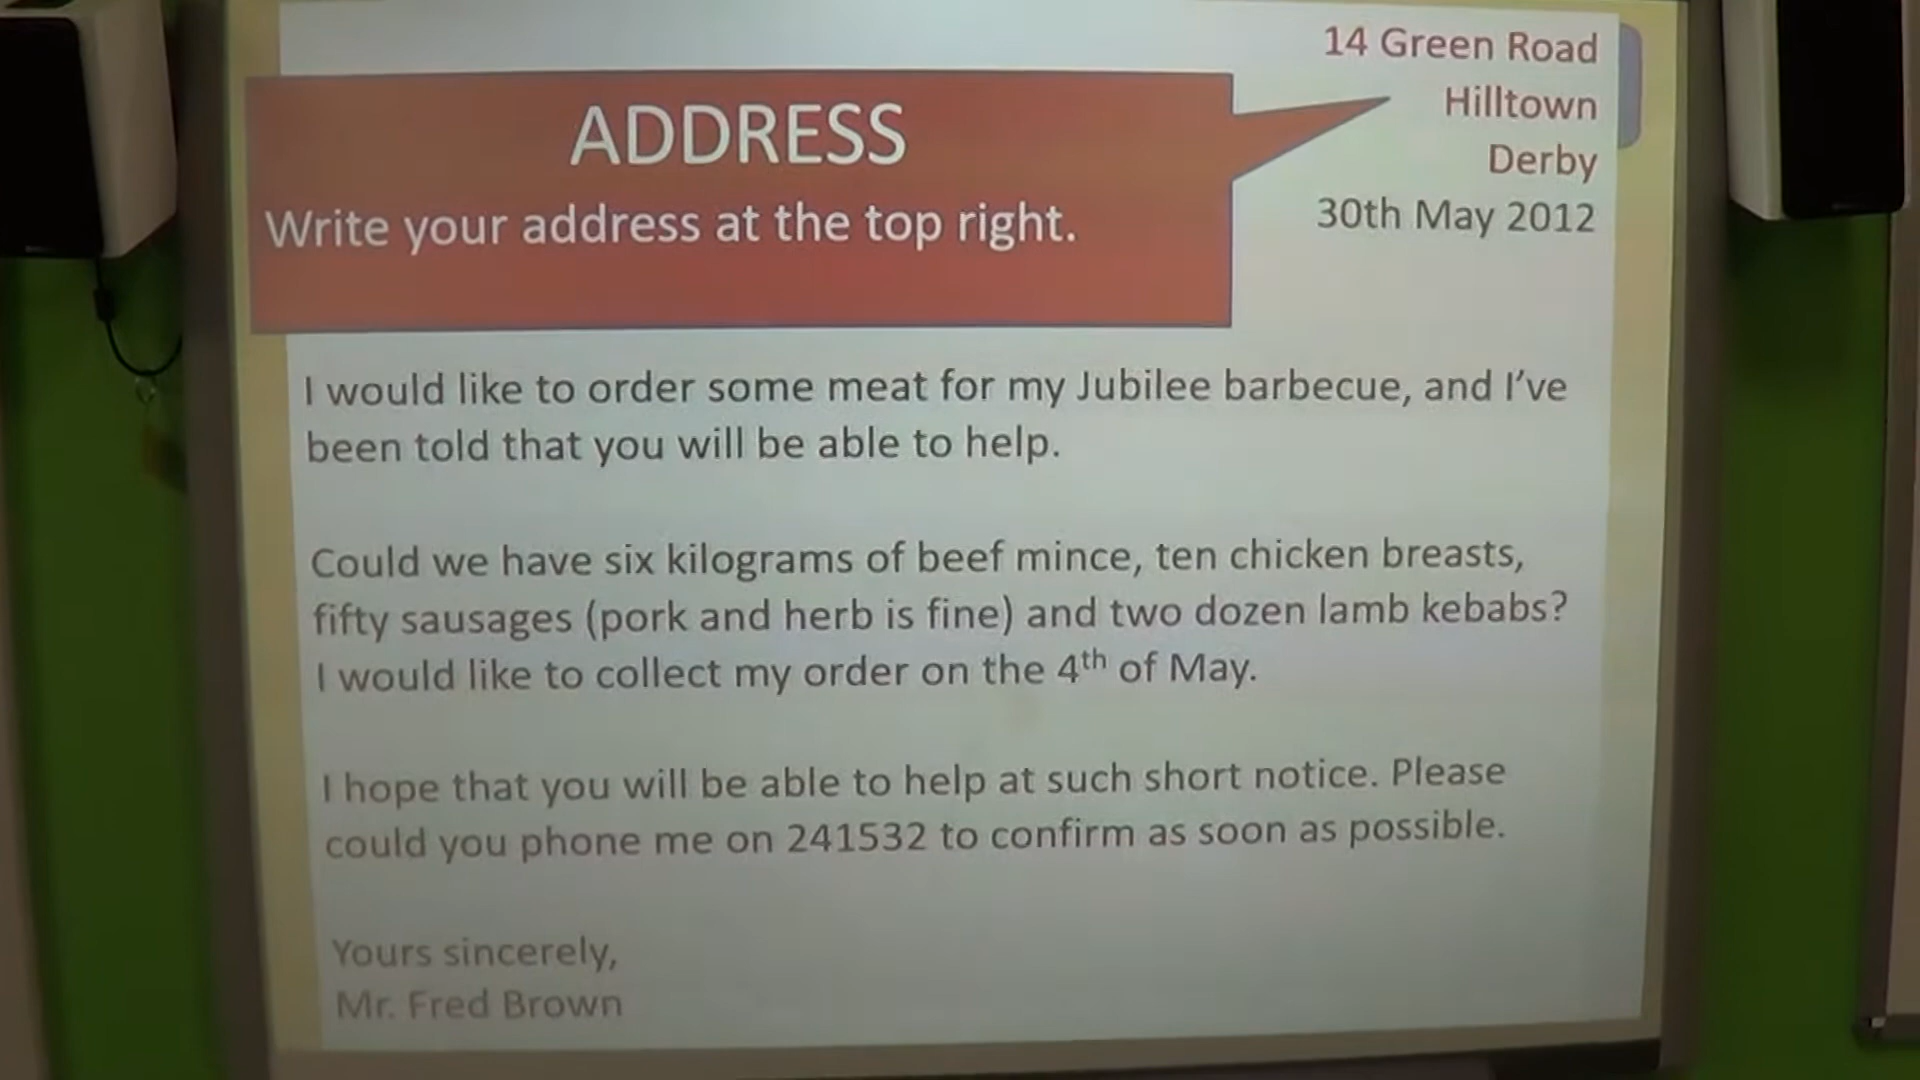 14 Green Road
Hilltown
Derby
30th May 2012
ADDRESS
Write your address at the top right.
I would like to order some meat for my Jubilee barbecue, and I’ve
been told that you will be able to help.
Could we have six kilograms of beef mince, ten chicken breasts,
fifty sausages (pork and herb is fine) and two dozen lamb kebabs?
I would like to collect my order on the 4th of May.
I hope that you will be able to help at such short notice. Please
could you phone me on 241532 to confirm as soon as possible.
Yours sincerely,
Mr. Fred Brown